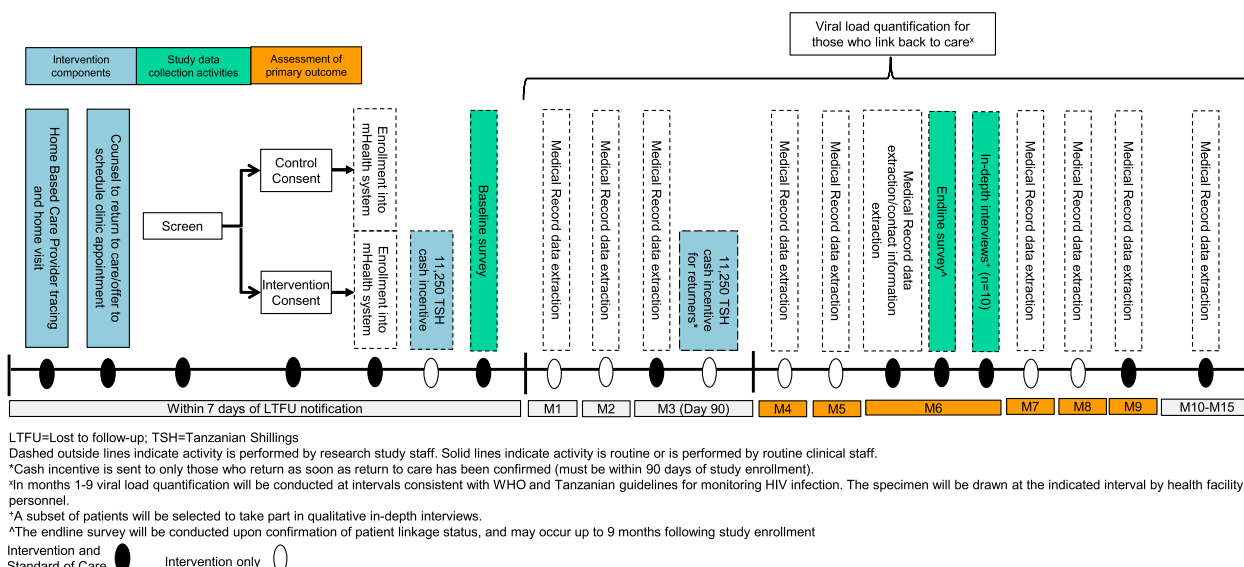 Viral load quantification for
those who link back to careˣ
Intervention
components
Study data
collection activities
Assessment of
primary outcome
Home Based Care Provider tracing
and home visit
Counsel to return to care/offer to
schedule clinic appointment
Screen
Control
Consent
Intervention
Consent
Enrollment into
mHealth system
Enrollment into
mHealth system
11,250 TSH
cash incentive
Baseline survey
Medical Record data extraction
Medical Record data extraction
Medical Record data extraction
11,250 TSH
cash incentive
for returners*
Medical Record data extraction
Medical Record data extraction
Medical Record data
extraction/contact information
extraction
Endline survey^
In-depth interviews⁺ (n=10)
Medical Record data extraction
Medical Record data extraction
Medical Record data extraction
Medical Record data extraction
Within 7 days of LTFU notification
M1
M2
M3 (Day 90)
M4
M5
M6
M7
M8
M9
M10-M15
LTFU=Lost to follow-up; TSH=Tanzanian Shillings
Dashed outside lines indicate activity is performed by research study staff. Solid lines indicate activity is routine or is performed by routine clinical staff.
*Cash incentive is sent to only those who return as soon as return to care has been confirmed (must be within 90 days of study enrollment).
ˣIn months 1-9 viral load quantification will be conducted at intervals consistent with WHO and Tanzanian guidelines for monitoring HIV infection. The specimen will be drawn at the indicated interval by health facility
personnel.
⁺A subset of patients will be selected to take part in qualitative in-depth interviews.
^The endline survey will be conducted upon confirmation of patient linkage status, and may occur up to 9 months following study enrollment
Intervention and
Standard of Care
Intervention only